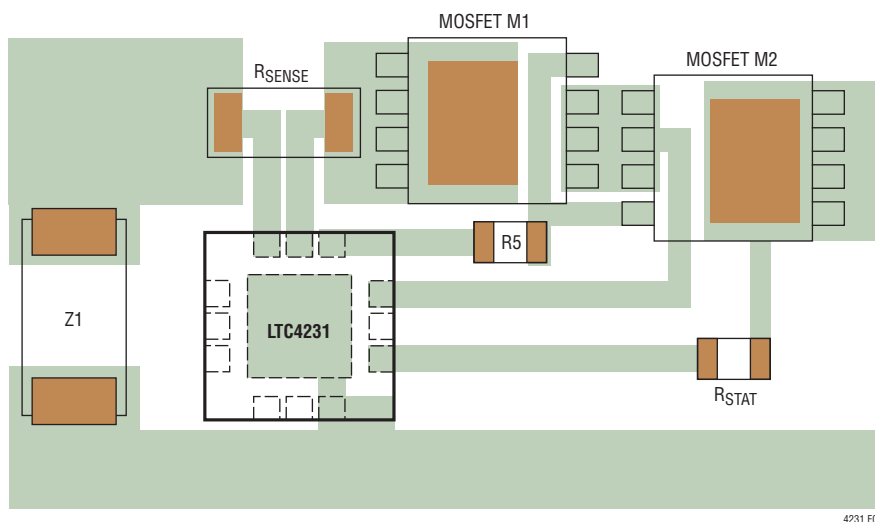 MOSFET M1
MOSFET M2
RSENSE
R5
Z1
LTC4231
RSTAT